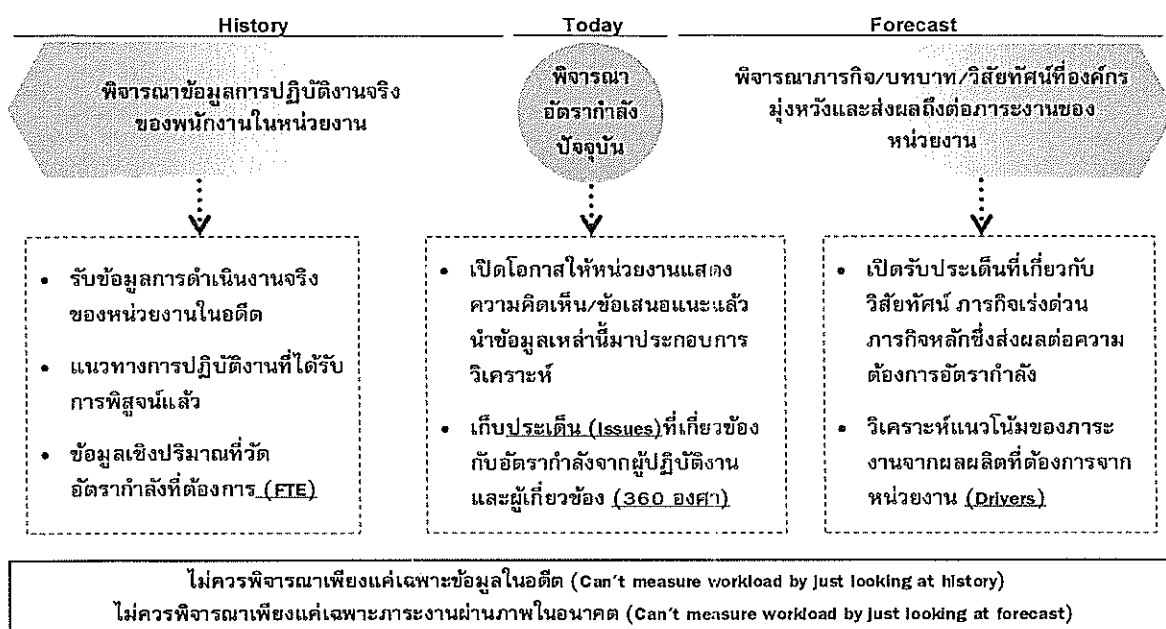 History
Today
Forecast
พิจารณาข้อมูลการปฏิบัติงานจริง
ของพนักงานในหน่วยงาน
พิจารณา
อัตรากำลัง
ปัจจุบัน
พิจารณาภารกิจ/บทบาท/วิสัยทัศน์ที่องค์กร
มุ่งหวังและส่งผลถึงต่อภาระงานของ
หน่วยงาน
• รับข้อมูลการดำเนินงานจริง
ของหน่วยงานในอดีต
• แนวทางการปฏิบัติงานที่ได้รับ
การพิสูจน์แล้ว
• ข้อมูลเชิงปริมาณที่วัด
อัตรากำลังที่ต้องการ (FTE)
• เปิดโอกาสให้หน่วยงานแสดง
ความคิดเห็น/ข้อเสนอแนะแล้ว
นำข้อมูลเหล่านี้มาประกอบการ
วิเคราะห์
• เก็บประเด็น (Issues)ที่เกี่ยวข้อง
กับอัตรากำลังจากผู้ปฏิบัติงาน
และผู้เกี่ยวข้อง (360 องศา)
• เปิดรับประเด็นที่เกี่ยวกับ
วิสัยทัศน์ ภารกิจเร่งด่วน
ภารกิจหลักซึ่งส่งผลต่อความ
ต้องการอัตรากำลัง
• วิเคราะห์แนวโน้มของภาระ
งานจากผลผลิตที่ต้องการจาก
หน่วยงาน (Drivers)
ไม่ควรพิจารณาเพียงแค่เฉพาะข้อมูลในอดีต (Can't measure workload by just looking at history)
ไม่ควรพิจารณาเพียงแค่เฉพาะภาระงานผ่านภาพในอนาคต (Can't measure workload by just looking at forecast)